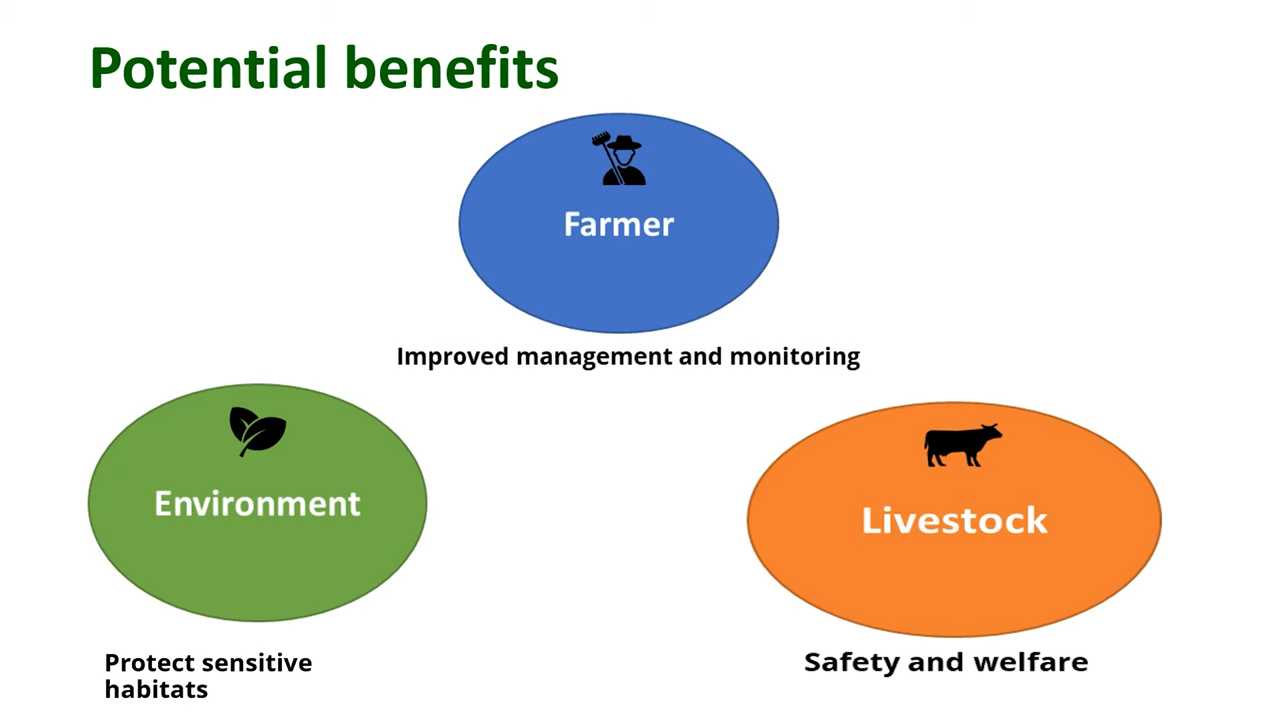 Potential benefits
Farmer
Improved management and monitoring
Environment
Livestock
Protect sensitive
habitats
Safety and welfare